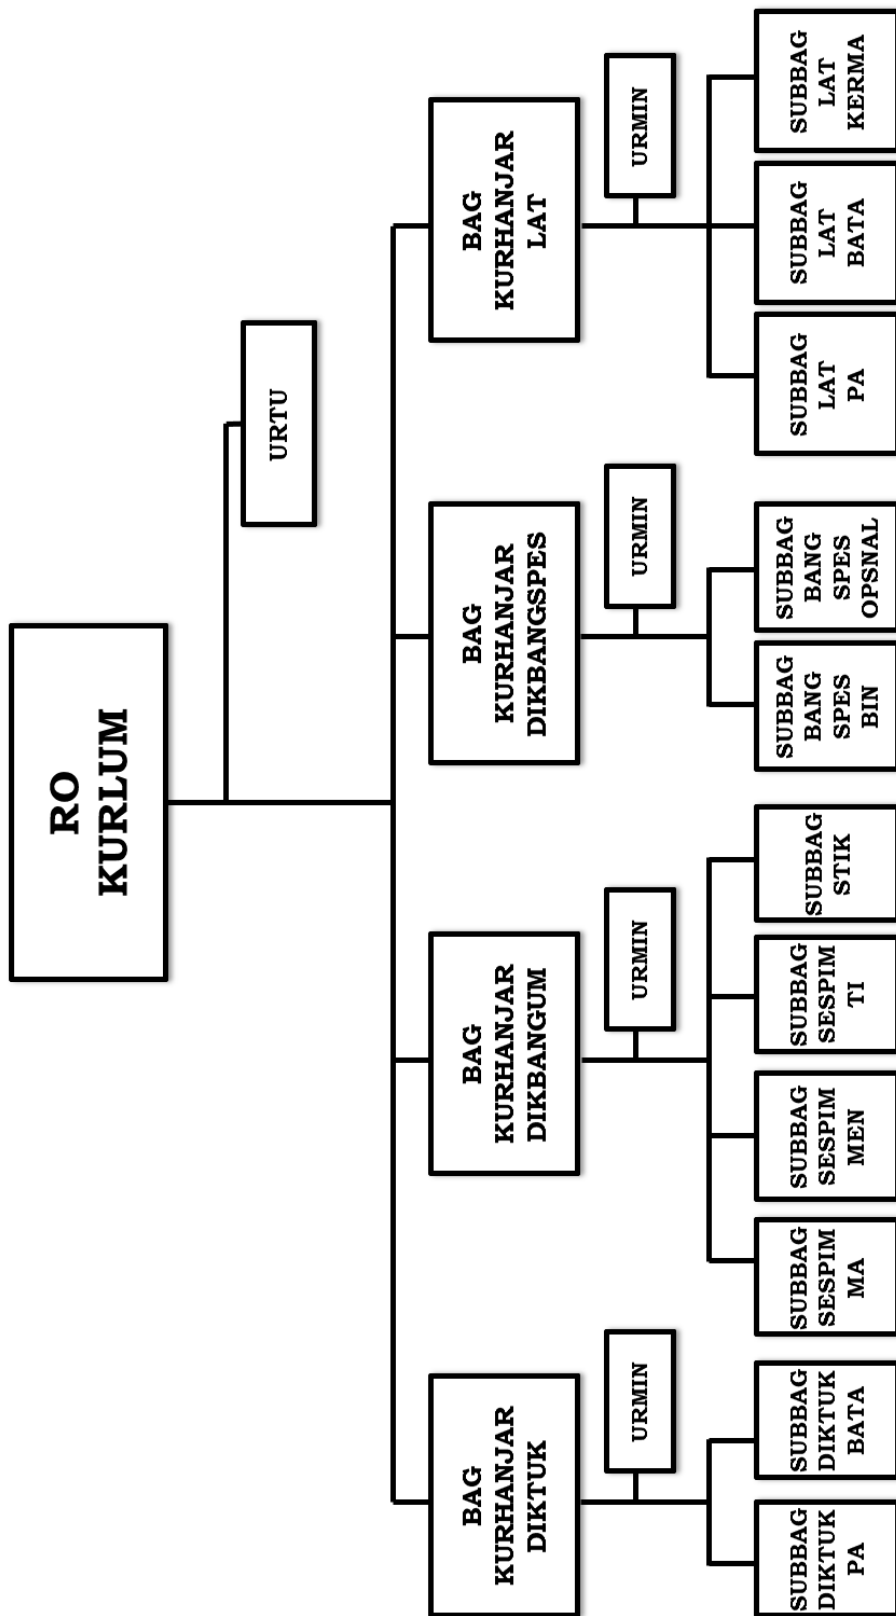 RO
KURLUM
URTU
BAG
KURHANJAR
DIKTUK
BAG
KURHANJAR
DIKBANGUM
BAG
KURHANJAR
DIKBANGSPES
BAG
KURHANJAR
LAT
URMIN
URMIN
URMIN
URMIN
SUBBAG
DIKTUK
PA
SUBBAG
DIKTUK
BATA
SUBBAG
SESPIM
MA
SUBBAG
SESPIM
MEN
SUBBAG
SESPIM
TI
SUBBAG
STIK
SUBBAG
BANG
SPES
BIN
SUBBAG
BANG
SPES
OPSNAL
SUBBAG
LAT
PA
SUBBAG
LAT
BATA
SUBBAG
LAT
KERMA